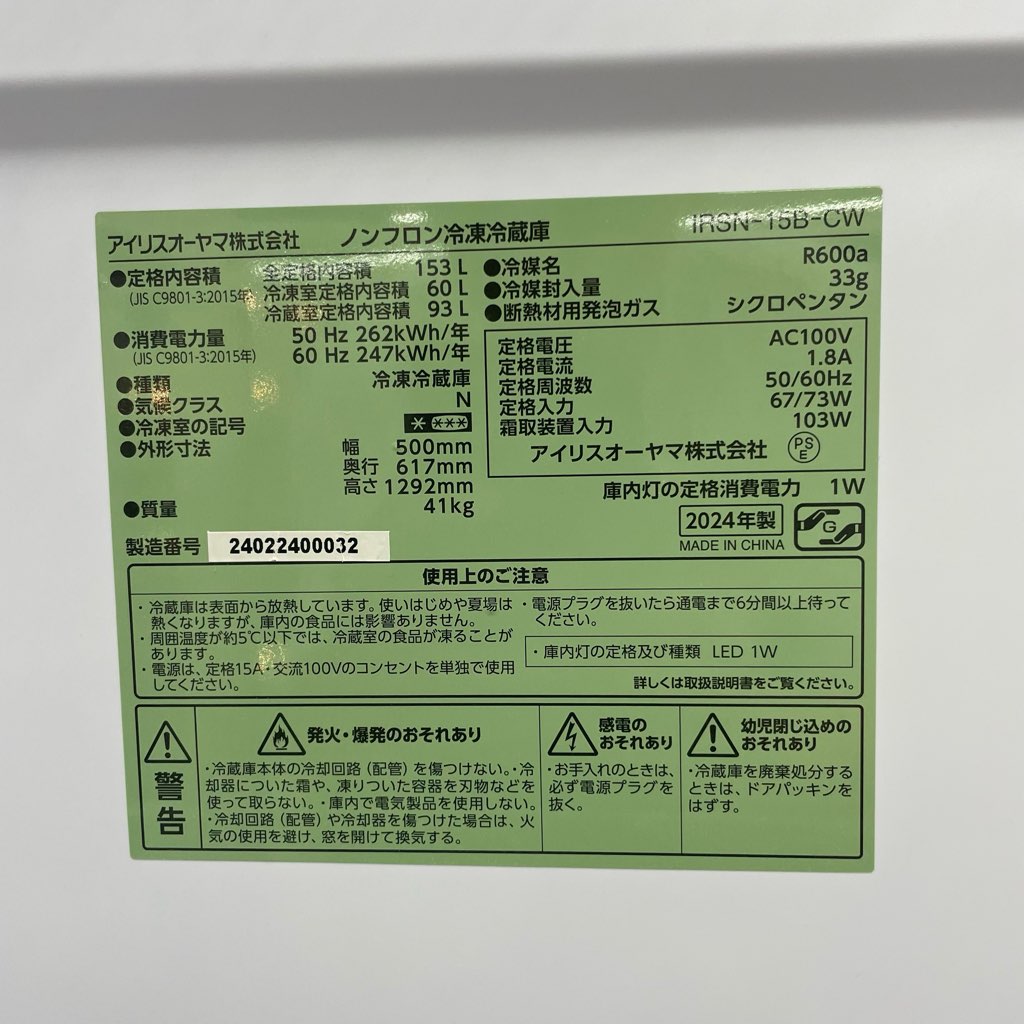 アイリスオーヤマ株式会社 ノンフロン冷凍冷蔵庫 IRSN-15B-CW
●定格内容積 全定格内容積 153 L
(JIS C9801-3:2015年) 冷凍室定格内容積 60 L
冷蔵室定格内容積 93 L
●消費電力量 50 Hz 262kWh/年
(JIS C9801-3:2015年) 60 Hz 247kWh/年
●種類 冷凍冷蔵庫
●気候クラス N
●冷凍室の記号
●外形寸法 幅 500mm
奥行 617mm
高さ 1292mm
●質量 41kg
製造番号 24022400032
●冷媒名 R600a
●冷媒封入量 33g
●断熱材用発泡ガス シクロペンタン
定格電圧 AC100V
定格電流 1.8A
定格周波数 50/60Hz
定格入力 67/73W
霜取装置入力 103W
アイリスオーヤマ株式会社 PSE
庫内灯の定格消費電力 1W
2024年製 G
MADE IN CHINA
使用上のご注意
・冷蔵庫は表面から放熱しています。使いはじめや夏場は
熱くなりますが、庫内の食品には影響ありません。
・周囲温度が約5℃以下では、冷蔵室の食品が凍ることが
あります。
・電源は、定格15A・交流100Vのコンセントを単独で使用
してください。
・電源プラグを抜いたら通電まで6分間以上待って
ください。
・庫内灯の定格及び種類 LED 1W
詳しくは取扱説明書をご覧ください。
警告
発火・爆発のおそれあり
・冷蔵庫本体の冷却回路（配管）を傷つけない。・冷
却器についた霜や、凍りついた容器を刃物などを
使って取らない。・庫内で電気製品を使用しない。
・冷却回路（配管）や冷却器を傷つけた場合は、火
気の使用を避け、窓を開けて換気する。
感電の
おそれあり
・お手入れのときは、
必ず電源プラグを
抜く。
幼児閉じ込めの
おそれあり
・冷蔵庫を廃棄処分する
ときは、ドアパッキンを
はずす。